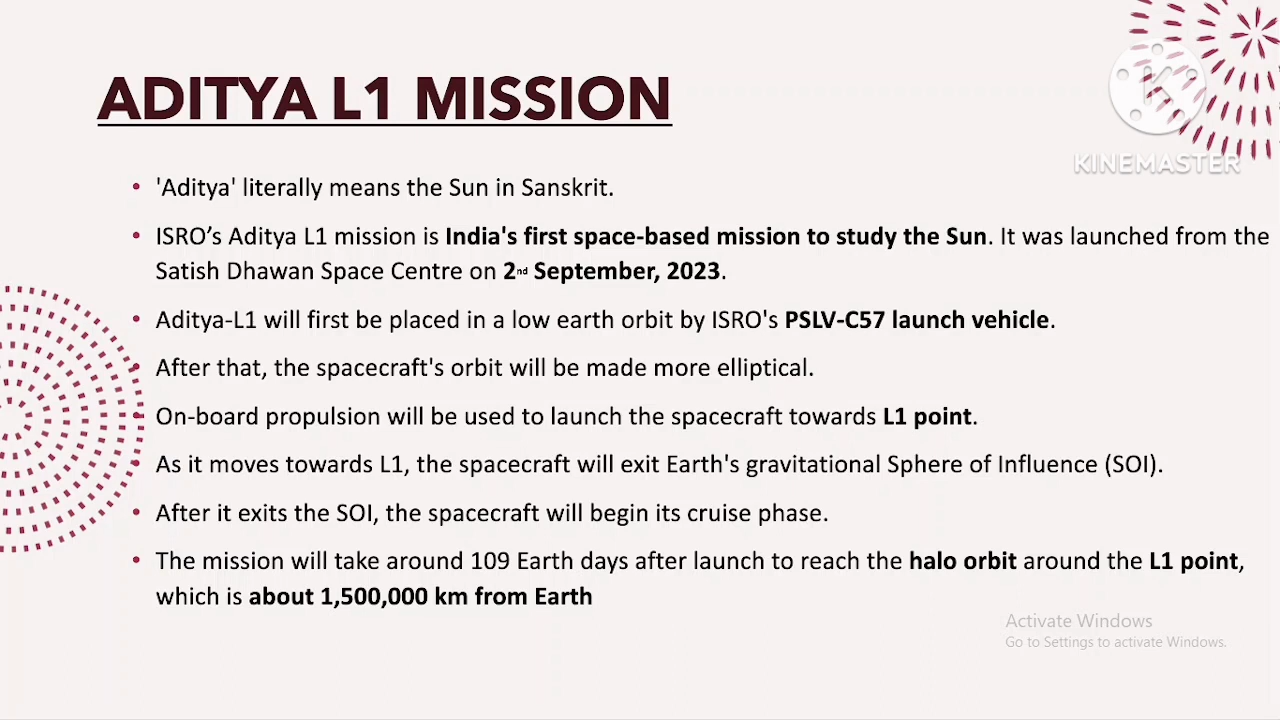 ADITYA L1 MISSION
KINEMASTER
• 'Aditya' literally means the Sun in Sanskrit.
• ISRO’s Aditya L1 mission is India's first space-based mission to study the Sun. It was launched from the
Satish Dhawan Space Centre on 2nd September, 2023.
• Aditya-L1 will first be placed in a low earth orbit by ISRO's PSLV-C57 launch vehicle.
• After that, the spacecraft's orbit will be made more elliptical.
• On-board propulsion will be used to launch the spacecraft towards L1 point.
• As it moves towards L1, the spacecraft will exit Earth's gravitational Sphere of Influence (SOI).
• After it exits the SOI, the spacecraft will begin its cruise phase.
• The mission will take around 109 Earth days after launch to reach the halo orbit around the L1 point,
which is about 1,500,000 km from Earth
Activate Windows
Go to Settings to activate Windows.